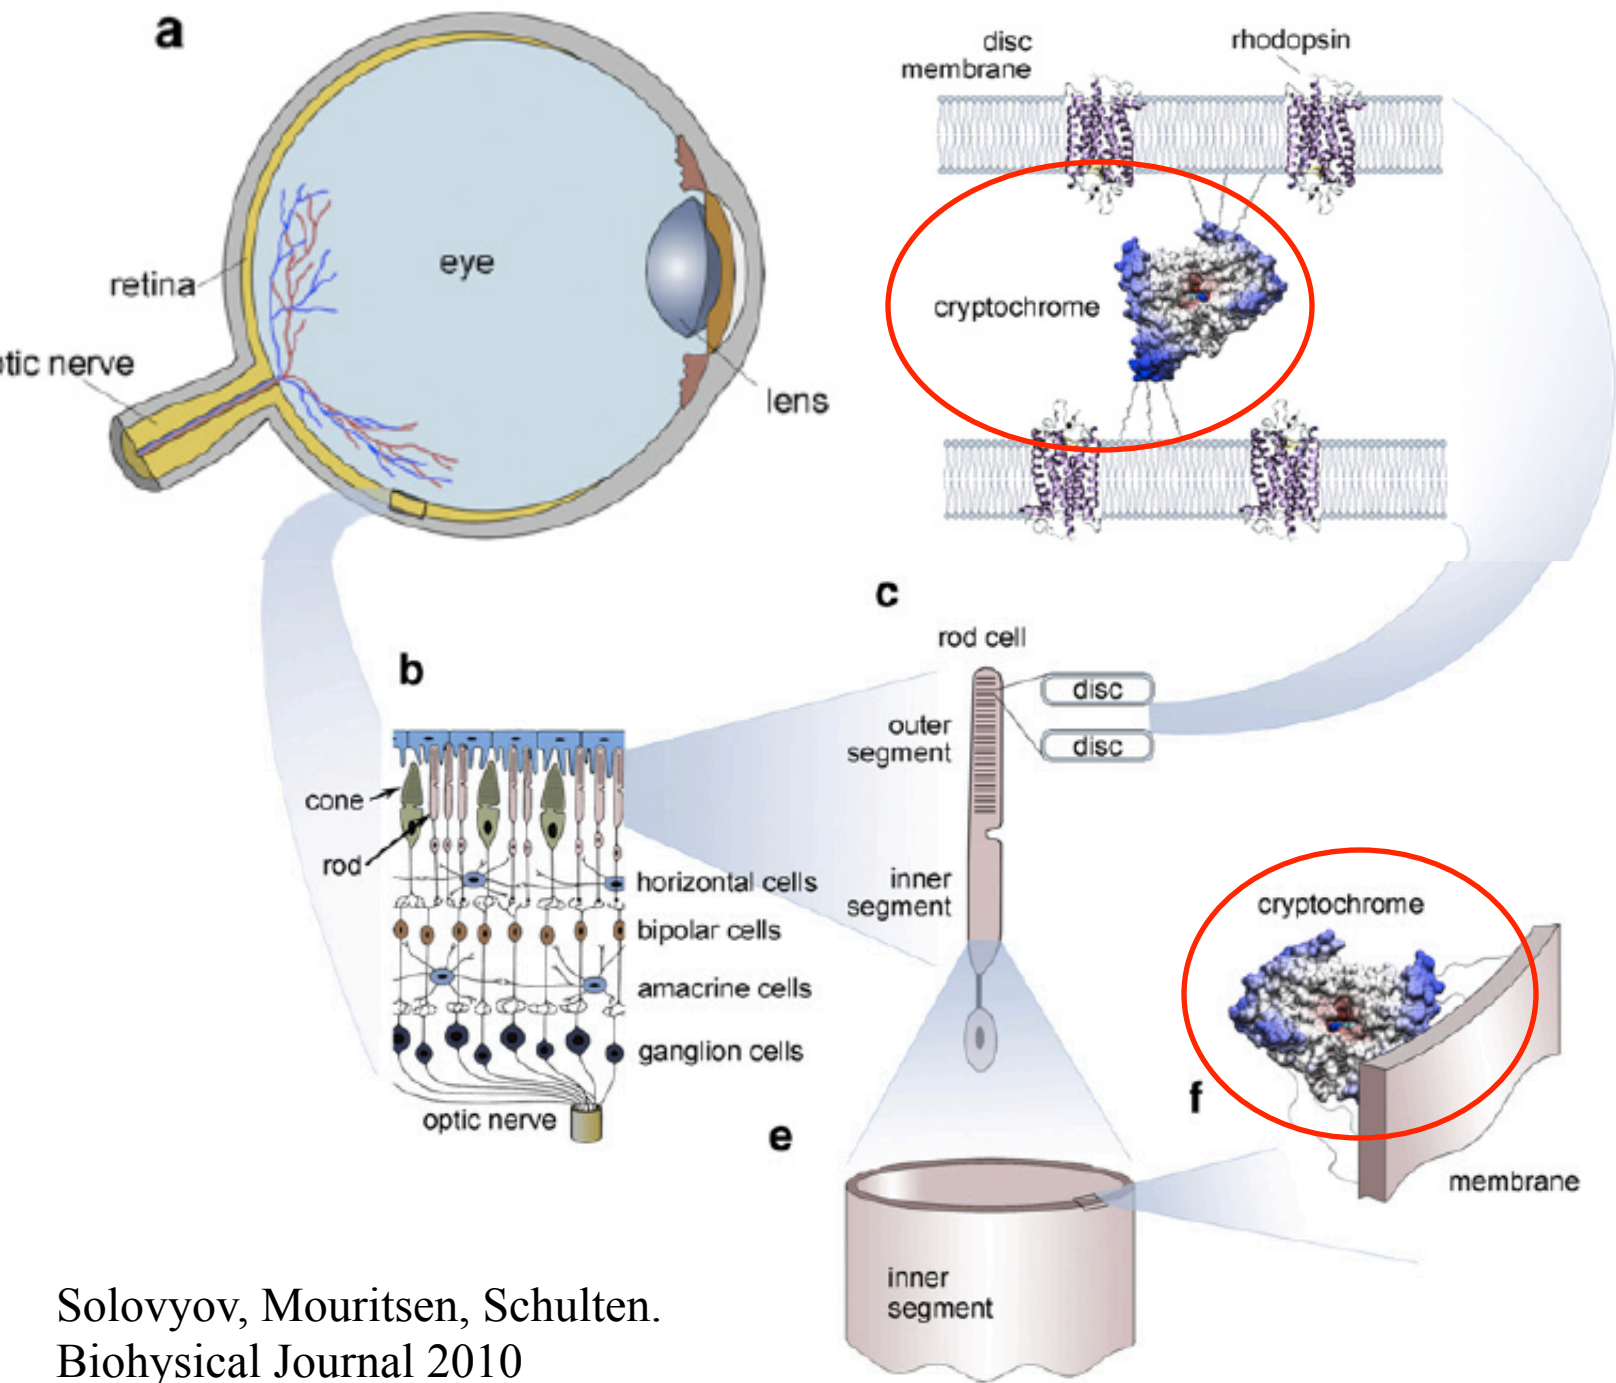 a
disc
membrane
rhodopsin
eye
retina
cryptochrome
ptic nerve
lens
c
rod cell
b
disc
outer
segment
disc
cone
rod
horizontal cells
inner
segment
bipolar cells
cryptochrome
amacrine cells
ganglion cells
f
optic nerve
e
membrane
inner
segment
Solovyov, Mouritsen, Schulten.
Biohysical Journal 2010